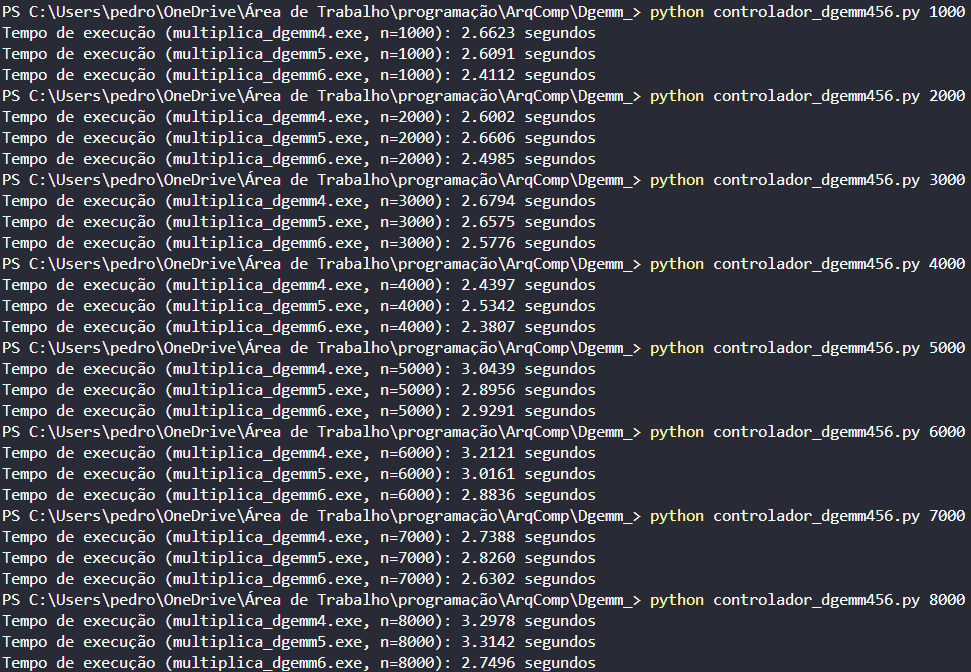 PS C:\Users\pedro\OneDrive\Área de Trabalho\programação\ArqComp\Dgemm_> python controlador_dgemm456.py 1000
Tempo de execução (multiplica_dgemm4.exe, n=1000): 2.6623 segundos
Tempo de execução (multiplica_dgemm5.exe, n=1000): 2.6091 segundos
Tempo de execução (multiplica_dgemm6.exe, n=1000): 2.4112 segundos
PS C:\Users\pedro\OneDrive\Área de Trabalho\programação\ArqComp\Dgemm_> python controlador_dgemm456.py 2000
Tempo de execução (multiplica_dgemm4.exe, n=2000): 2.6002 segundos
Tempo de execução (multiplica_dgemm5.exe, n=2000): 2.6606 segundos
Tempo de execução (multiplica_dgemm6.exe, n=2000): 2.4985 segundos
PS C:\Users\pedro\OneDrive\Área de Trabalho\programação\ArqComp\Dgemm_> python controlador_dgemm456.py 3000
Tempo de execução (multiplica_dgemm4.exe, n=3000): 2.6794 segundos
Tempo de execução (multiplica_dgemm5.exe, n=3000): 2.6575 segundos
Tempo de execução (multiplica_dgemm6.exe, n=3000): 2.5776 segundos
PS C:\Users\pedro\OneDrive\Área de Trabalho\programação\ArqComp\Dgemm_> python controlador_dgemm456.py 4000
Tempo de execução (multiplica_dgemm4.exe, n=4000): 2.4397 segundos
Tempo de execução (multiplica_dgemm5.exe, n=4000): 2.5342 segundos
Tempo de execução (multiplica_dgemm6.exe, n=4000): 2.3807 segundos
PS C:\Users\pedro\OneDrive\Área de Trabalho\programação\ArqComp\Dgemm_> python controlador_dgemm456.py 5000
Tempo de execução (multiplica_dgemm4.exe, n=5000): 3.0439 segundos
Tempo de execução (multiplica_dgemm5.exe, n=5000): 2.8956 segundos
Tempo de execução (multiplica_dgemm6.exe, n=5000): 2.9291 segundos
PS C:\Users\pedro\OneDrive\Área de Trabalho\programação\ArqComp\Dgemm_> python controlador_dgemm456.py 6000
Tempo de execução (multiplica_dgemm4.exe, n=6000): 3.2121 segundos
Tempo de execução (multiplica_dgemm5.exe, n=6000): 3.0161 segundos
Tempo de execução (multiplica_dgemm6.exe, n=6000): 2.8836 segundos
PS C:\Users\pedro\OneDrive\Área de Trabalho\programação\ArqComp\Dgemm_> python controlador_dgemm456.py 7000
Tempo de execução (multiplica_dgemm4.exe, n=7000): 2.7388 segundos
Tempo de execução (multiplica_dgemm5.exe, n=7000): 2.8260 segundos
Tempo de execução (multiplica_dgemm6.exe, n=7000): 2.6302 segundos
PS C:\Users\pedro\OneDrive\Área de Trabalho\programação\ArqComp\Dgemm_> python controlador_dgemm456.py 8000
Tempo de execução (multiplica_dgemm4.exe, n=8000): 3.2978 segundos
Tempo de execução (multiplica_dgemm5.exe, n=8000): 3.3142 segundos
Tempo de execução (multiplica_dgemm6.exe, n=8000): 2.7496 segundos